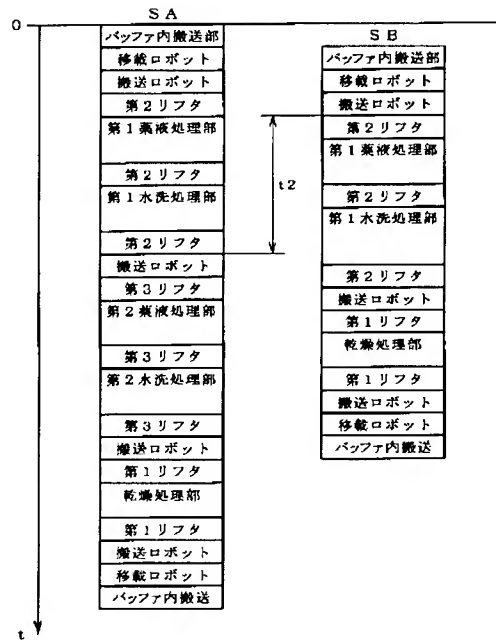 0
SA
バッファ内搬送部
移載ロボット
搬送ロボット
第2リフタ
第1薬液処理部
第2リフタ
第1水洗処理部
第2リフタ
搬送ロボット
第3リフタ
第2薬液処理部
第3リフタ
第2水洗処理部
第3リフタ
搬送ロボット
第1リフタ
乾燥処理部
第1リフタ
搬送ロボット
移載ロボット
バッファ内搬送
t
t2
SB
バッファ内搬送部
移載ロボット
搬送ロボット
第2リフタ
第1薬液処理部
第2リフタ
第1水洗処理部
第2リフタ
搬送ロボット
第1リフタ
乾燥処理部
第1リフタ
搬送ロボット
移載ロボット
バッファ内搬送